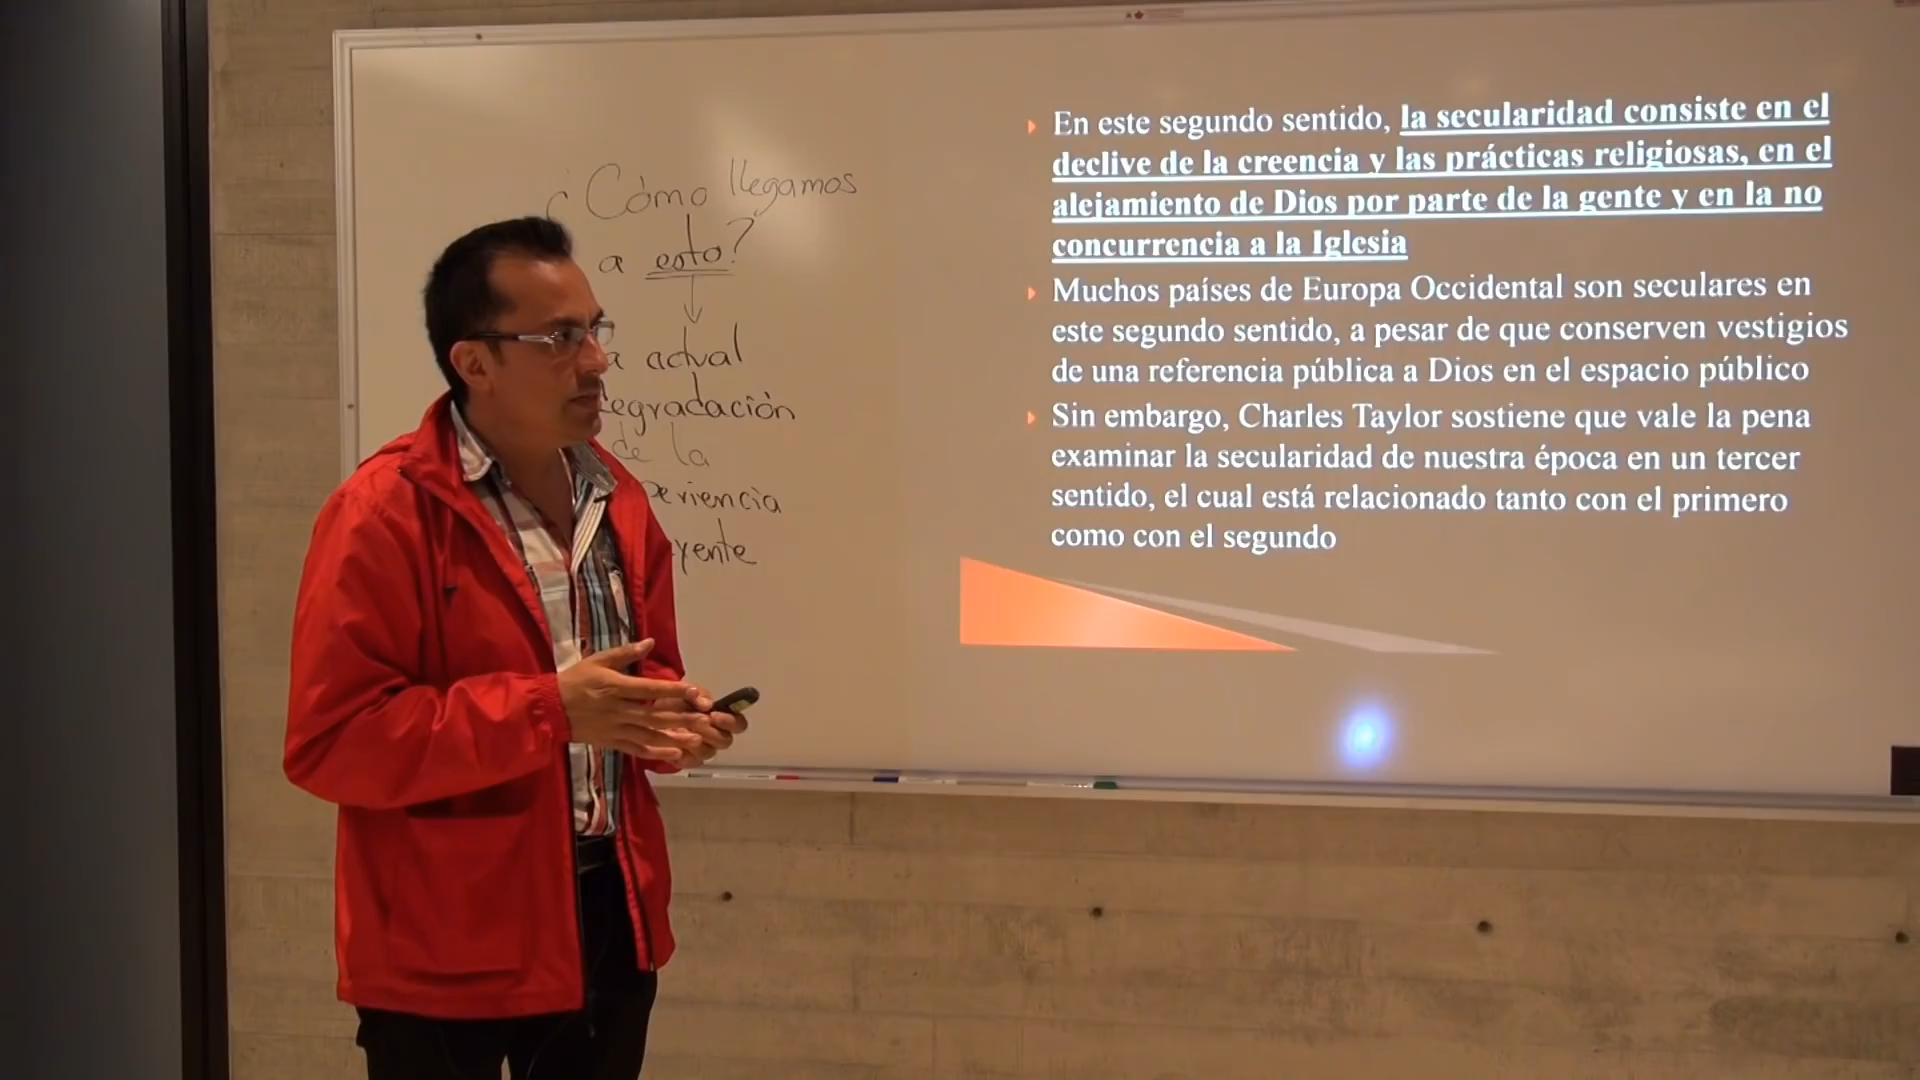 ¿Cómo llegamos
a esto?
actual
degradación
de la
periencia
yente
En este segundo sentido, la secularidad consiste en el
declive de la creencia y las prácticas religiosas, en el
alejamiento de Dios por parte de la gente y en la no
concurrencia a la Iglesia
Muchos países de Europa Occidental son seculares en
este segundo sentido, a pesar de que conserven vestigios
de una referencia pública a Dios en el espacio público
Sin embargo, Charles Taylor sostiene que vale la pena
examinar la secularidad de nuestra época en un tercer
sentido, el cual está relacionado tanto con el primero
como con el segundo